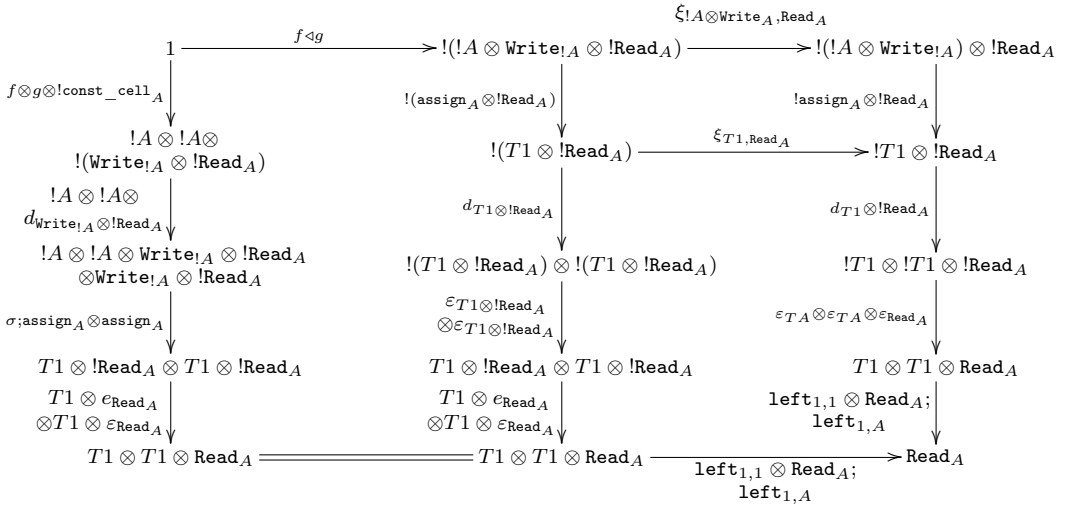 1 f◁g !(!A ⊗ Write_{!A} ⊗ !Read_A) ξ_{!A⊗Write_A,Read_A} !(!A ⊗ Write_{!A}) ⊗ !Read_A
f⊗g⊗!const_cell_A !(assign_A⊗!Read_A) !assign_A⊗!Read_A
!A ⊗ !A⊗
!(Write_{!A} ⊗ !Read_A) !(T1 ⊗ !Read_A) ξ_{T1,Read_A} !T1 ⊗ !Read_A
!A ⊗ !A⊗
d_{Write_{!A}⊗!Read_A} d_{T1⊗!Read_A} d_{T1}⊗!Read_A
!A ⊗ !A ⊗ Write_{!A} ⊗ !Read_A
⊗Write_{!A} ⊗ !Read_A !(T1 ⊗ !Read_A) ⊗ !(T1 ⊗ !Read_A) !T1 ⊗ !T1 ⊗ !Read_A
σ;assign_A⊗assign_A ε_{T1⊗!Read_A} ε_{TA}⊗ε_{TA}⊗ε_{Read_A}
⊗ε_{T1⊗!Read_A}
T1 ⊗ !Read_A ⊗ T1 ⊗ !Read_A T1 ⊗ !Read_A ⊗ T1 ⊗ !Read_A T1 ⊗ T1 ⊗ Read_A
T1 ⊗ e_{Read_A} T1 ⊗ e_{Read_A} left_{1,1} ⊗ Read_A;
⊗T1 ⊗ ε_{Read_A} ⊗T1 ⊗ ε_{Read_A} left_{1,A}
T1 ⊗ T1 ⊗ Read_A T1 ⊗ T1 ⊗ Read_A Read_A
left_{1,1} ⊗ Read_A;
left_{1,A}